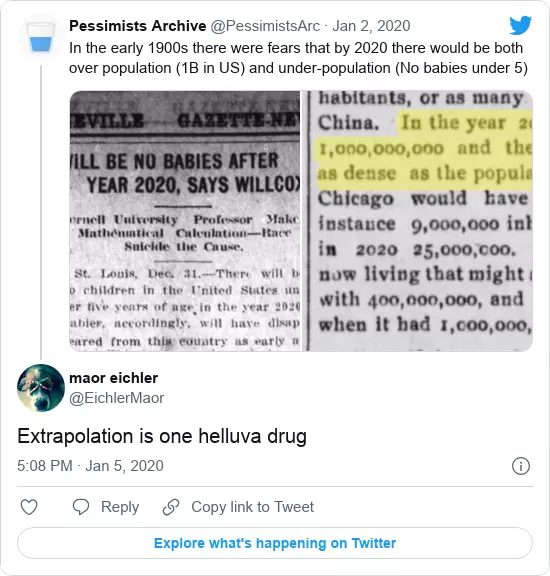 Pessimists Archive @PessimistsArc · Jan 2, 2020
In the early 1900s there were fears that by 2020 there would be both
over population (1B in US) and under-population (No babies under 5)
EVILLE GAZETTE-NE
ILL BE NO BABIES AFTER
YEAR 2020, SAYS WILLCO
rnell University Professor Make
Mathematical Calculation—Race
Suicide the Cause.
St. Louis, Dec. 31.—There will b
o children in the United States un
er five years of age in the year 2020
abies, accordingly, will have disap
eared from this country as early a
habitants, or as many
China. In the year 2
1,000,000,000 and the
as dense as the popula
Chicago would have
instance 9,000,000 inh
in 2020 25,000,000.
now living that might
with 400,000,000, and
when it had 1,000,000,
maor eichler
@EichlerMaor
Extrapolation is one helluva drug
5:08 PM · Jan 5, 2020
Reply
Copy link to Tweet
Explore what's happening on Twitter